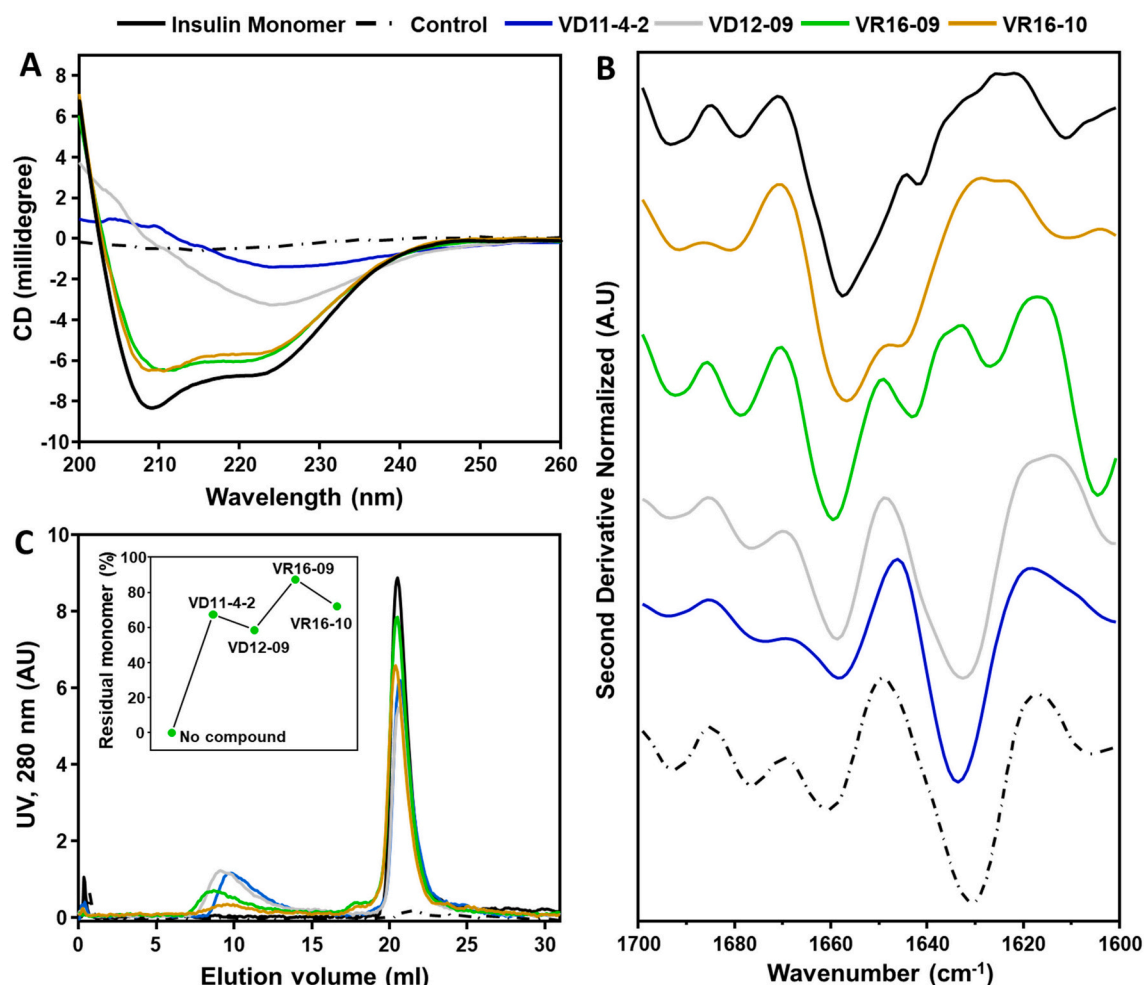 Insulin Monomer Control VD11-4-2 VD12-09 VR16-09 VR16-10
A
8
6
4
2
0
-2
-4
-6
-8
-10
CD (millidegree)
200 210 220 230 240 250 260
Wavelength (nm)
B
Second Derivative Normalized (A.U)
1700 1680 1660 1640 1620 1600
Wavenumber (cm-1)
C
10
8
6
4
2
0
UV, 280 nm (AU)
0 5 10 15 20 25 30
Elution volume (ml)
100
80
60
40
20
0
Residual monomer (%)
VR16-09
VD11-4-2
VD12-09
VR16-10
No compound